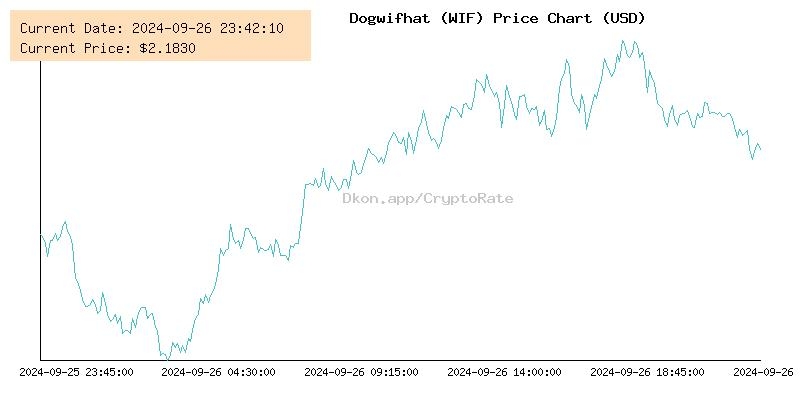 Dogwifhat (WIF) Price Chart (USD)
Current Date: 2024-09-26 23:42:10
Current Price: $2.1830
Dkon.app/CryptoRate
2024-09-25 23:45:00 2024-09-26 04:30:00 2024-09-26 09:15:00 2024-09-26 14:00:00 2024-09-26 18:45:00 2024-09-26